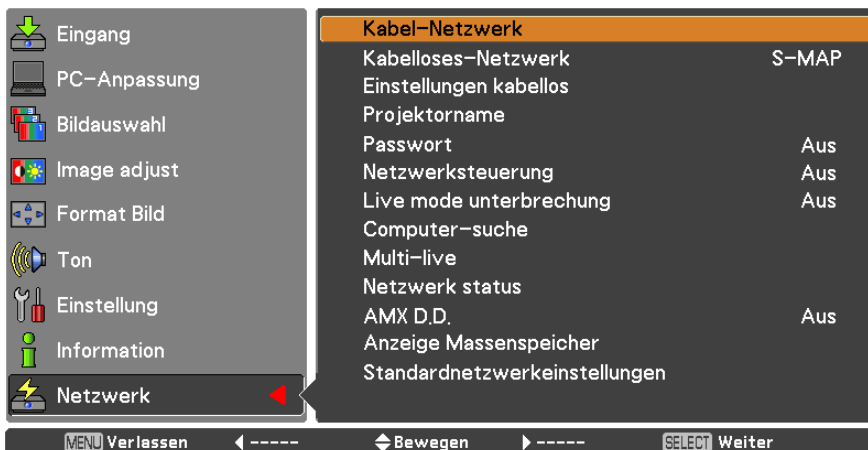 Eingang
PC-Anpassung
Bildauswahl
Image adjust
Format Bild
Ton
Einstellung
Information
Netzwerk
Kabel-Netzwerk
Kabelloses-Netzwerk S-MAP
Einstellungen kabellos
Projektorname
Passwort Aus
Netzwerksteuerung Aus
Live mode unterbrechung Aus
Computer-suche
Multi-live
Netzwerk status
AMX D.D. Aus
Anzeige Massenspeicher
Standardnetzwerkeinstellungen
MENU Verlassen ----- Bewegen ----- SELECT Weiter